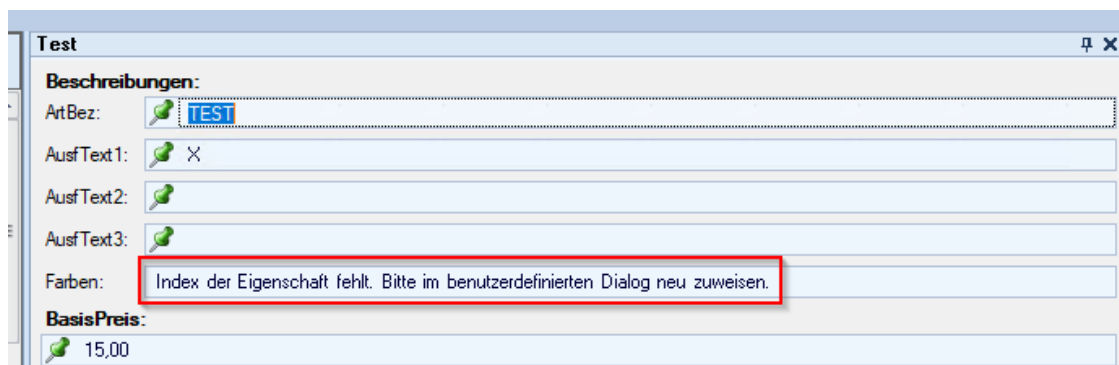 Test
Beschreibungen:
ArtBez: TEST
AusfText1: X
AusfText2:
AusfText3:
Farben: Index der Eigenschaft fehlt. Bitte im benutzerdefinierten Dialog neu zuweisen.
BasisPreis:
15,00